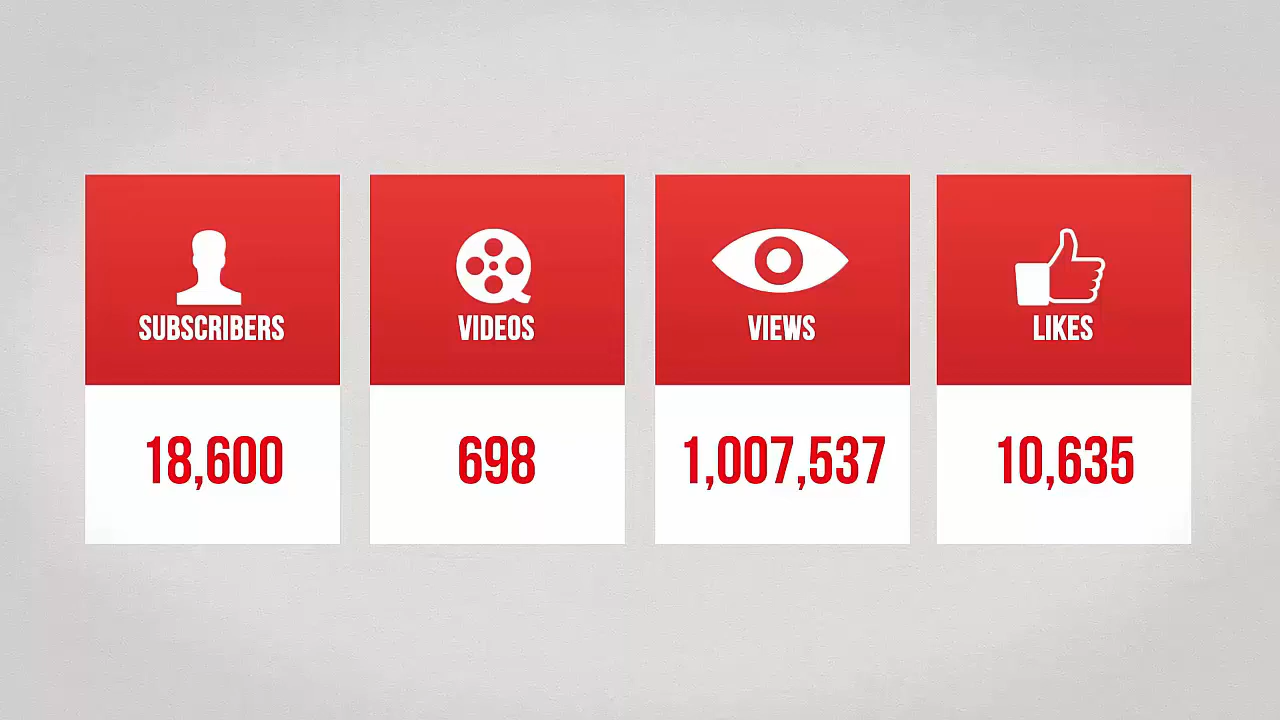 SUBSCRIBERS
18,600
VIDEOS
698
VIEWS
1,007,537
LIKES
10,635